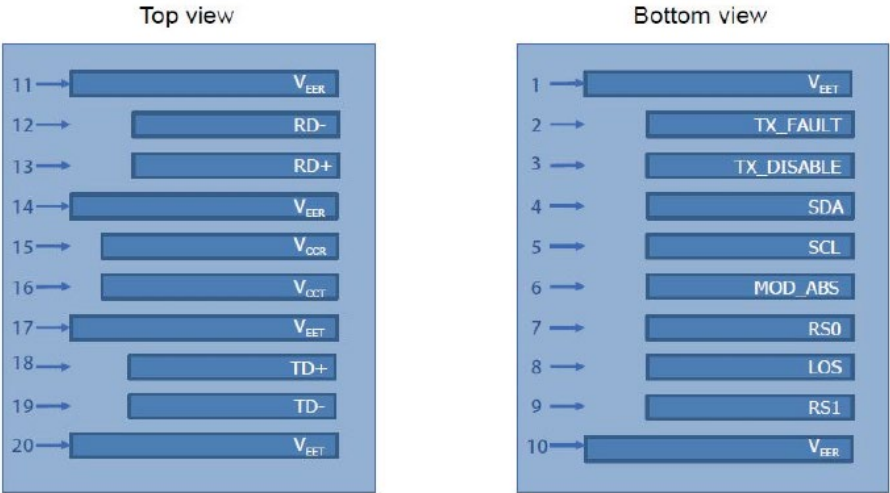 Top view
11 VEER
12 RD-
13 RD+
14 VEER
15 VCCR
16 VCCT
17 VEET
18 TD+
19 TD-
20 VEET
Bottom view
1 VEET
2 TX_FAULT
3 TX_DISABLE
4 SDA
5 SCL
6 MOD_ABS
7 RS0
8 LOS
9 RS1
10 VEER